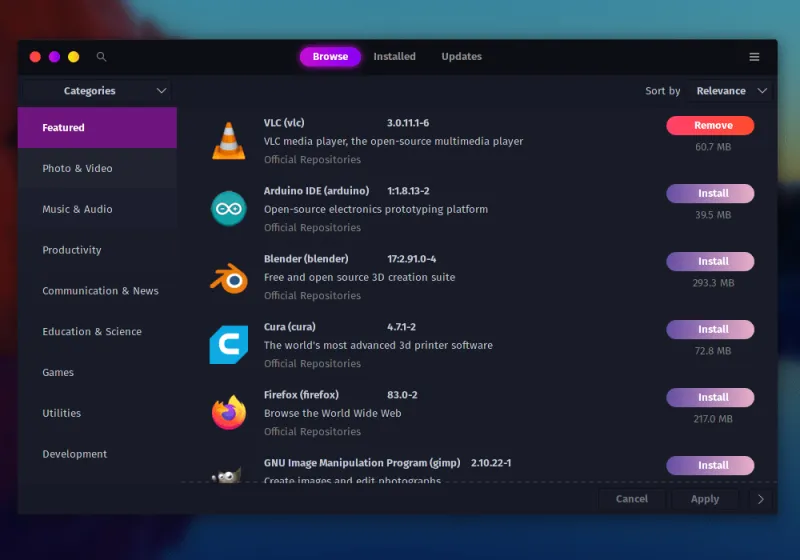 Browse Installed Updates
Categories
Sort by Relevance
Featured
Photo & Video
Music & Audio
Productivity
Communication & News
Education & Science
Games
Utilities
Development
VLC (vlc) 3.0.11.1-6
VLC media player, the open-source multimedia player
Official Repositories
Remove
60.7 MB
Arduino IDE (arduino) 1:1.8.13-2
Open-source electronics prototyping platform
Official Repositories
Install
39.5 MB
Blender (blender) 17:2.91.0-4
Free and open source 3D creation suite
Official Repositories
Install
293.3 MB
Cura (cura) 4.7.1-2
The world's most advanced 3d printer software
Official Repositories
Install
72.8 MB
Firefox (firefox) 83.0-2
Browse the World Wide Web
Official Repositories
Install
217.0 MB
GNU Image Manipulation Program (gimp) 2.10.22-1
Create images and edit photographs
Install
Cancel Apply